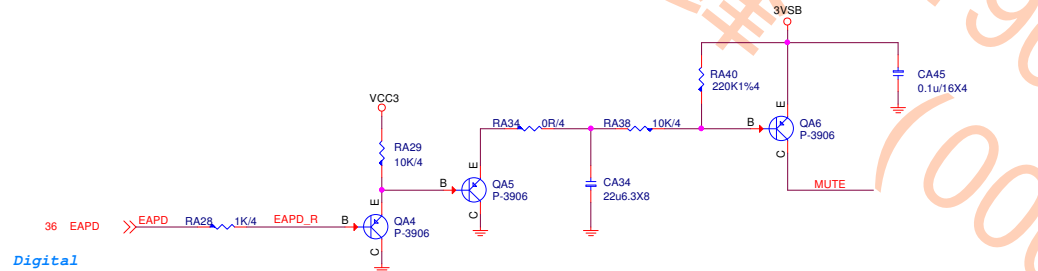 3VSB
RA40
220K1%4
CA45
0.1u/16X4
VCC3
E
RA34 0R/4 RA38 10K/4 B QA6
P-3906
RA29
10K/4
E
C
B QA5
P-3906
CA34
22u6.3X8
MUTE
E
C
36 EAPD EAPD RA28 1K/4 EAPD_R B QA4
P-3906
C
Digital